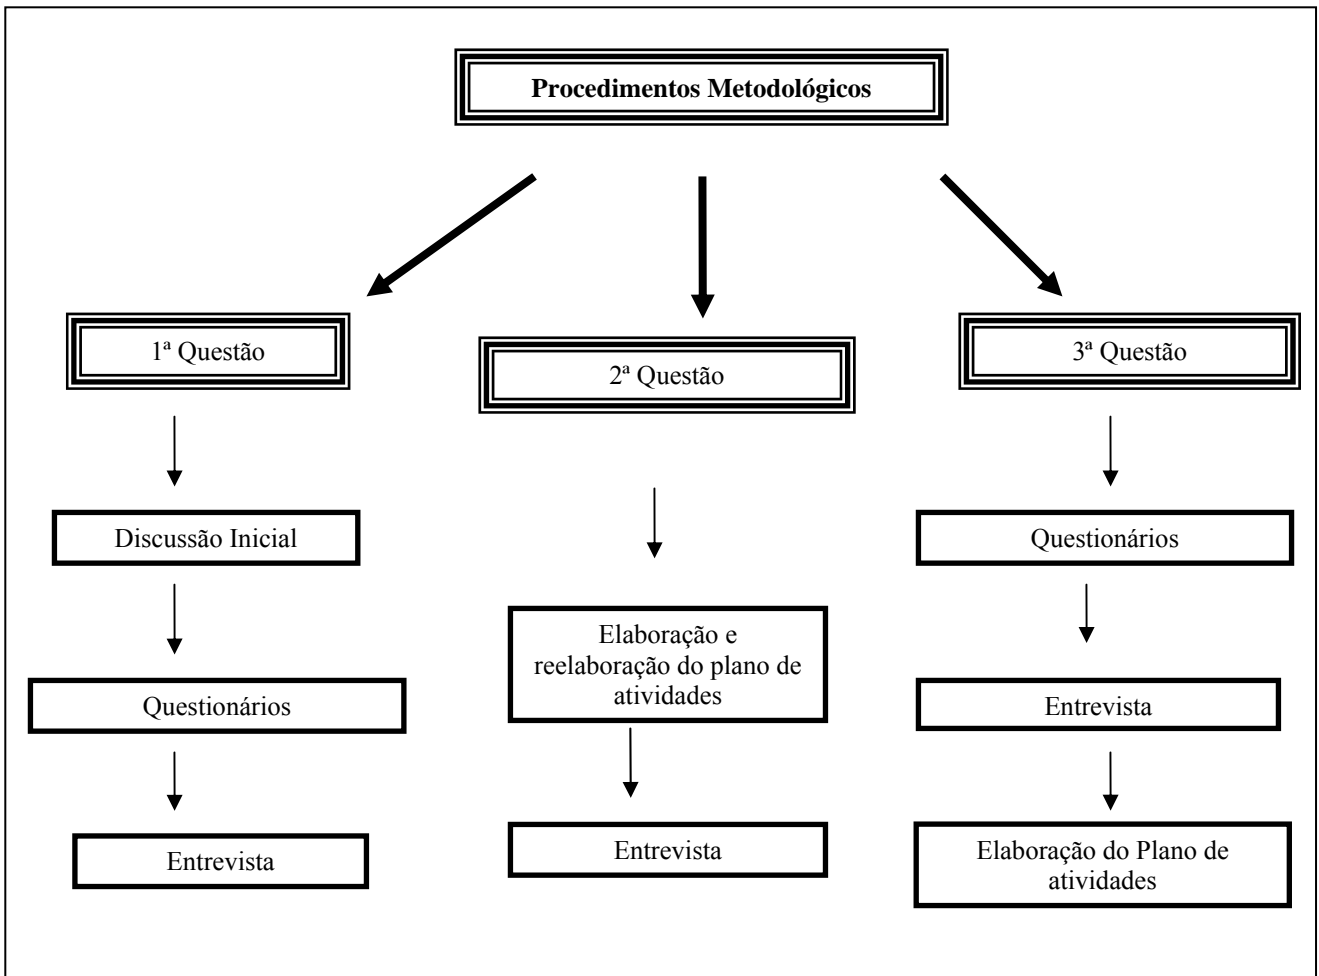 Procedimentos Metodológicos
1ª Questão
2ª Questão
3ª Questão
Discussão Inicial
Questionários
Entrevista
Elaboração e
reelaboração do plano de
atividades
Entrevista
Questionários
Entrevista
Elaboração do Plano de
atividades